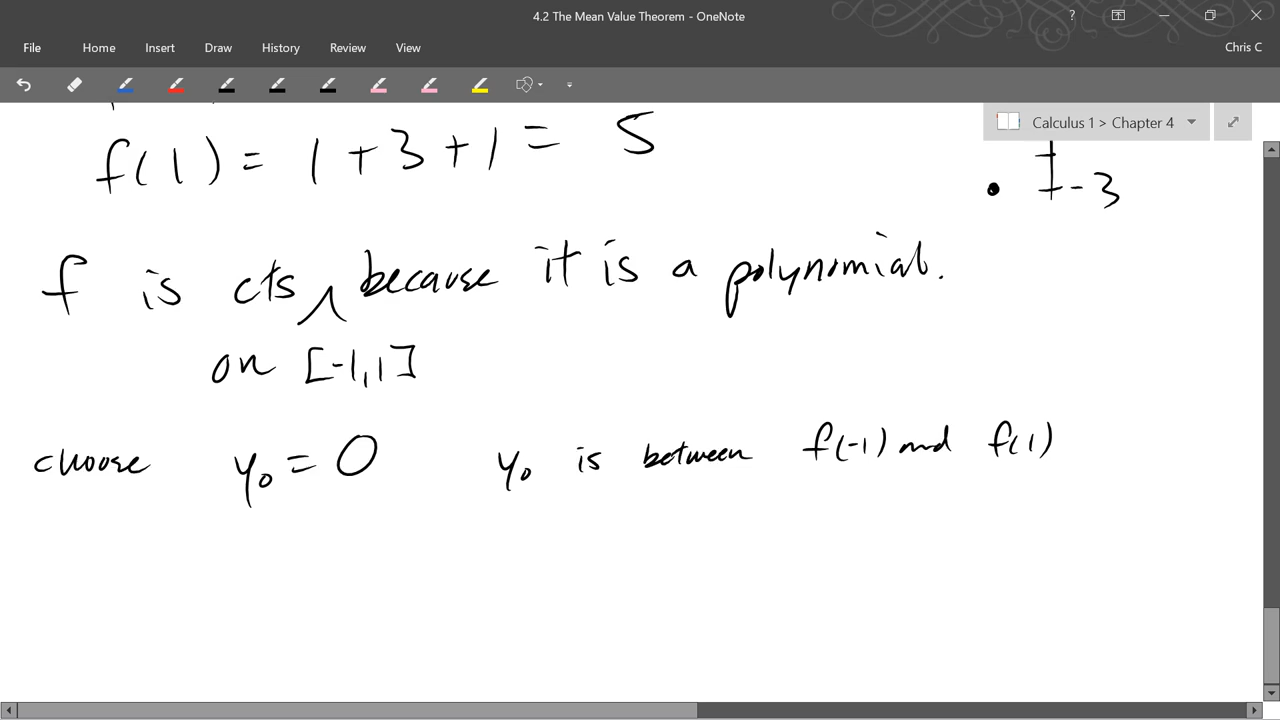 4.2 The Mean Value Theorem - OneNote
?
File Home Insert Draw History Review View
Chris C
Calculus 1 > Chapter 4
f(1) = 1 + 3 + 1 = 5
-3
f is cts ⋀ because it is a polynomial.
on [-1,1]
choose y₀ = 0 y₀ is between f(-1) and f(1)